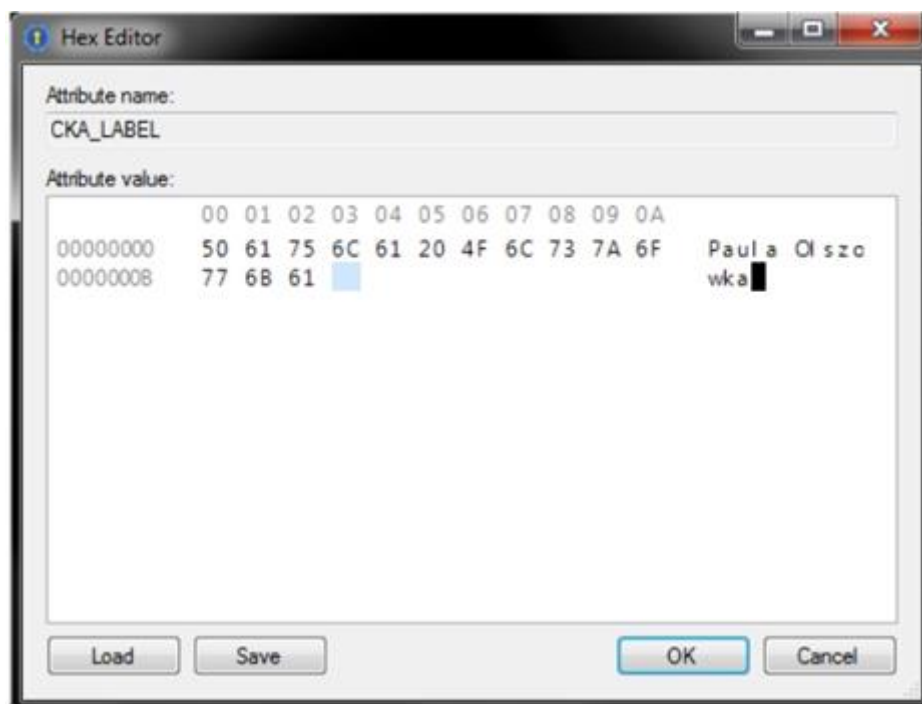 Hex Editor
Attribute name:
CKA_LABEL
Attribute value:
00 01 02 03 04 05 06 07 08 09 0A
00000000 50 61 75 6C 61 20 4F 6C 73 7A 6F Paula Olszo
0000000B 77 6B 61 wka
Load Save OK Cancel